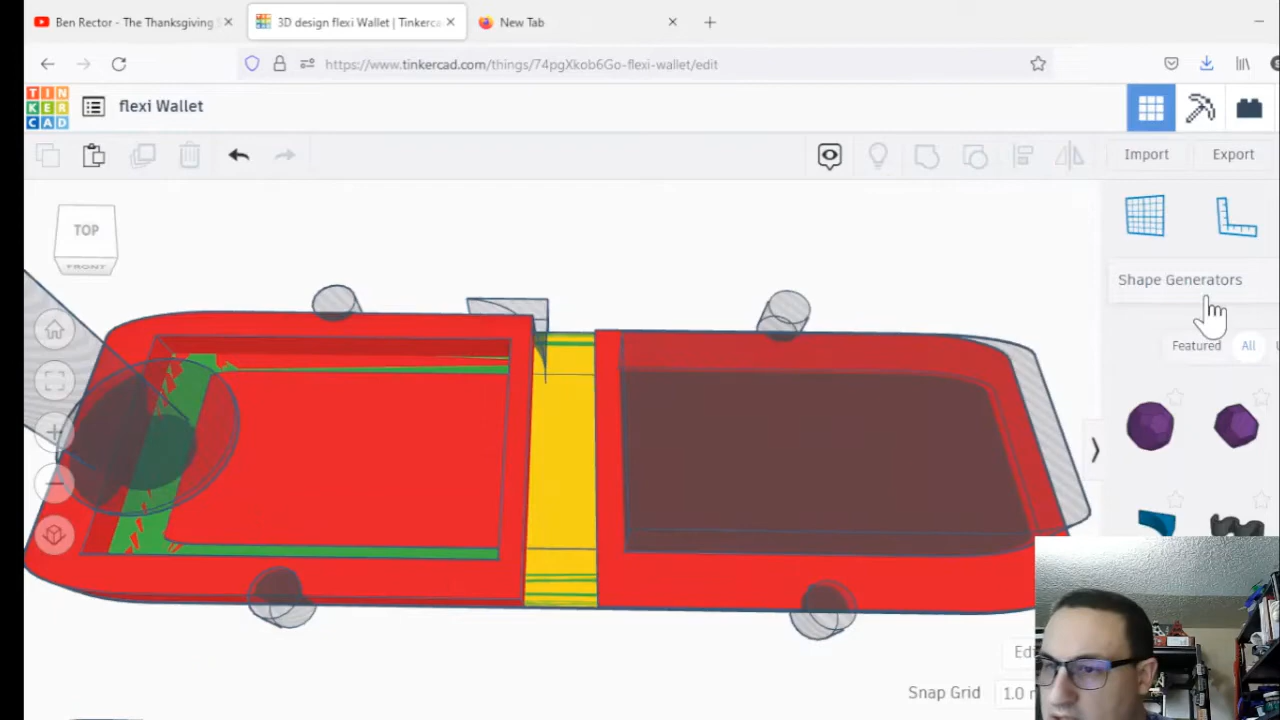 Ben Rector - The Thanksgiving
3D design flexi Wallet | Tinkerca
New Tab
https://www.tinkercad.com/things/74pgXkob6Go-flexi-wallet/edit
TIN
KER
CAD
flexi Wallet
Import
Export
TOP
FRONT
Shape Generators
Featured
All
Snap Grid
1.0